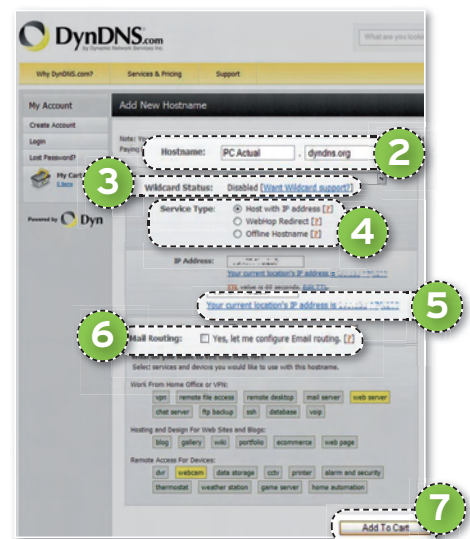 DynDNS.com
by Dynamic Network Services Inc.
What are you
Why DynDNS.com?
Services & Pricing
Support
My Account
Create Account
Login
Lost Password?
My Cart
0 items
Powered by Dyn
Add New Hostname
Note: You
Paying
Hostname: PC Actual . dyndns.org
2
3
Wildcard Status: Disabled [Want Wildcard support?]
Service Type: Host with IP address [?]
WebHop Redirect [?]
Offline Hostname [?]
4
IP Address:
Your current location's IP address is
TTL value is 60 seconds. Edit TTL.
Your current location's IP address is
5
6
Mail Routing: Yes, let me configure Email routing. [?]
Select services and devices you would like to use with this hostname.
Work From Home Office or VPN:
vpn remote file access remote desktop mail server web server
chat server ftp backup ssh database voip
Hosting and Design For Web Sites and Blogs:
blog gallery wiki portfolio ecommerce web page
Remote Access For Devices:
dvr webcam data storage cctv printer alarm and security
thermostat weather station game server home automation
7
Add To Cart